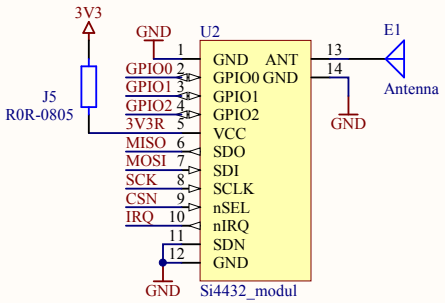 3V3
J5
R0R-0805
GND
U2
1 GND ANT 13
GPIO0 2 GPIO0 GND 14
GPIO1 3 GPIO1
GPIO2 4 GPIO2
3V3R 5 VCC
MISO 6 SDO
MOSI 7 SDI
SCK 8 SCLK
CSN 9 nSEL
IRQ 10 nIRQ
11 SDN
12 GND
GND
Si4432_modul
E1
Antenna
GND